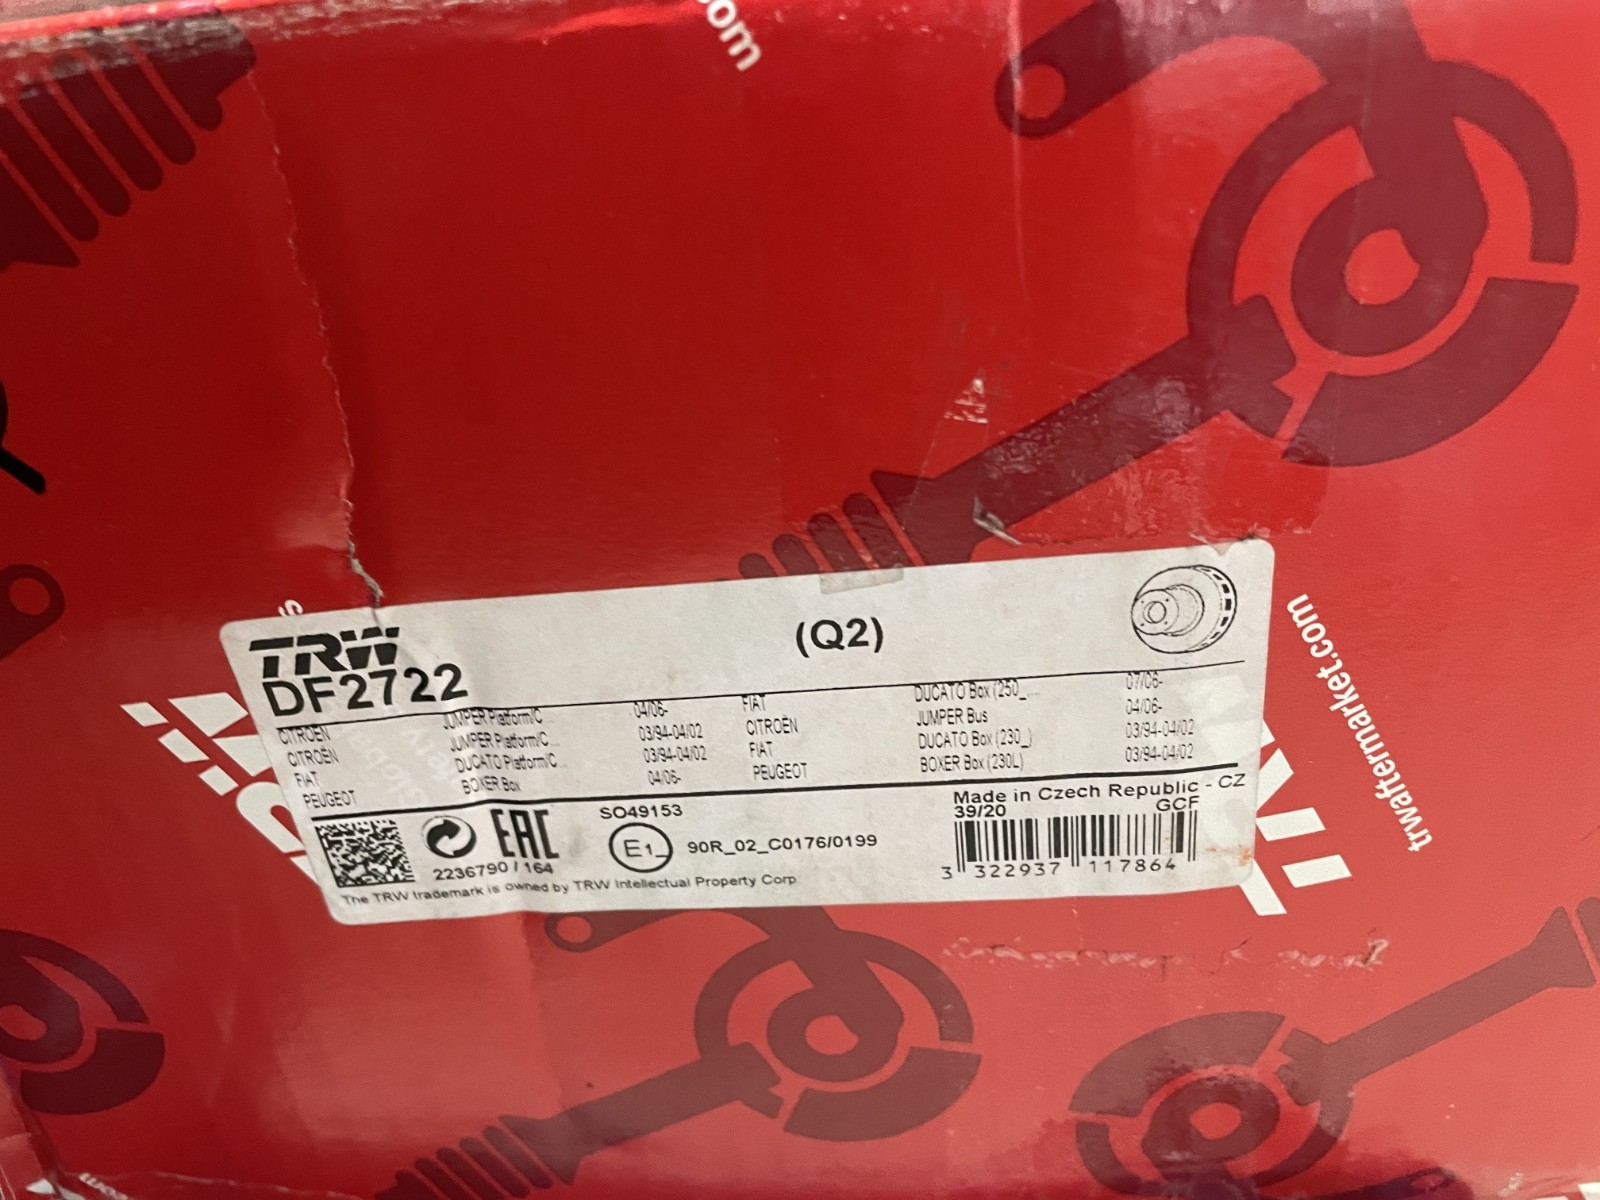 om
trwaftermarket.com
TRW
DF2722
(Q2)
CITROËN JUMPER Platform/C... 04/06- FIAT DUCATO Box (250_,... 07/06-
CITROËN JUMPER Platform/C... 03/94-04/02 CITROËN JUMPER Bus 04/06-
FIAT DUCATO Platform/C... 03/94-04/02 FIAT DUCATO Box (230_) 03/94-04/02
PEUGEOT BOXER Box 04/06- PEUGEOT BOXER Box (230L) 03/94-04/02
EAC
2236790 / 164
SO49153
E1
90R_02_C0176/0199
Made in Czech Republic - CZ
39/20 GCF
3 322937 117864
The TRW trademark is owned by TRW Intellectual Property Corp